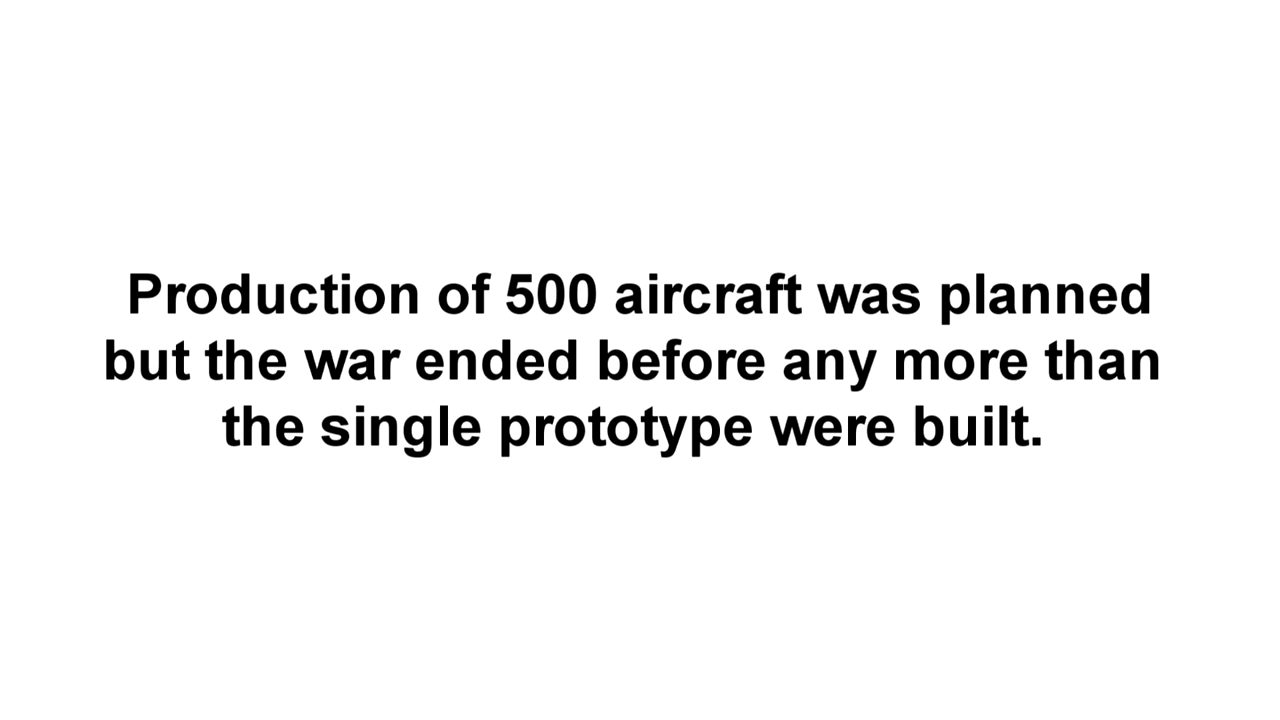 Production of 500 aircraft was planned
but the war ended before any more than
the single prototype were built.